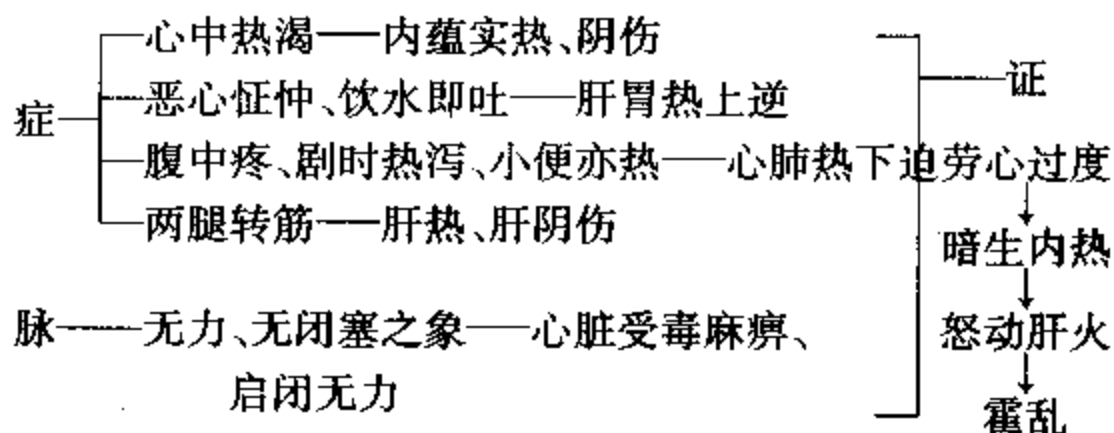 心中热渴——内蕴实热、阴伤
证
恶心怔忡、饮水即吐——肝胃热上逆
症
腹中疼、剧时热泻、小便亦热——心肺热下迫劳心过度
两腿转筋——肝热、肝阴伤
暗生内热
脉——无力、无闭塞之象——心脏受毒麻痹、
怒动肝火
启闭无力
霍乱